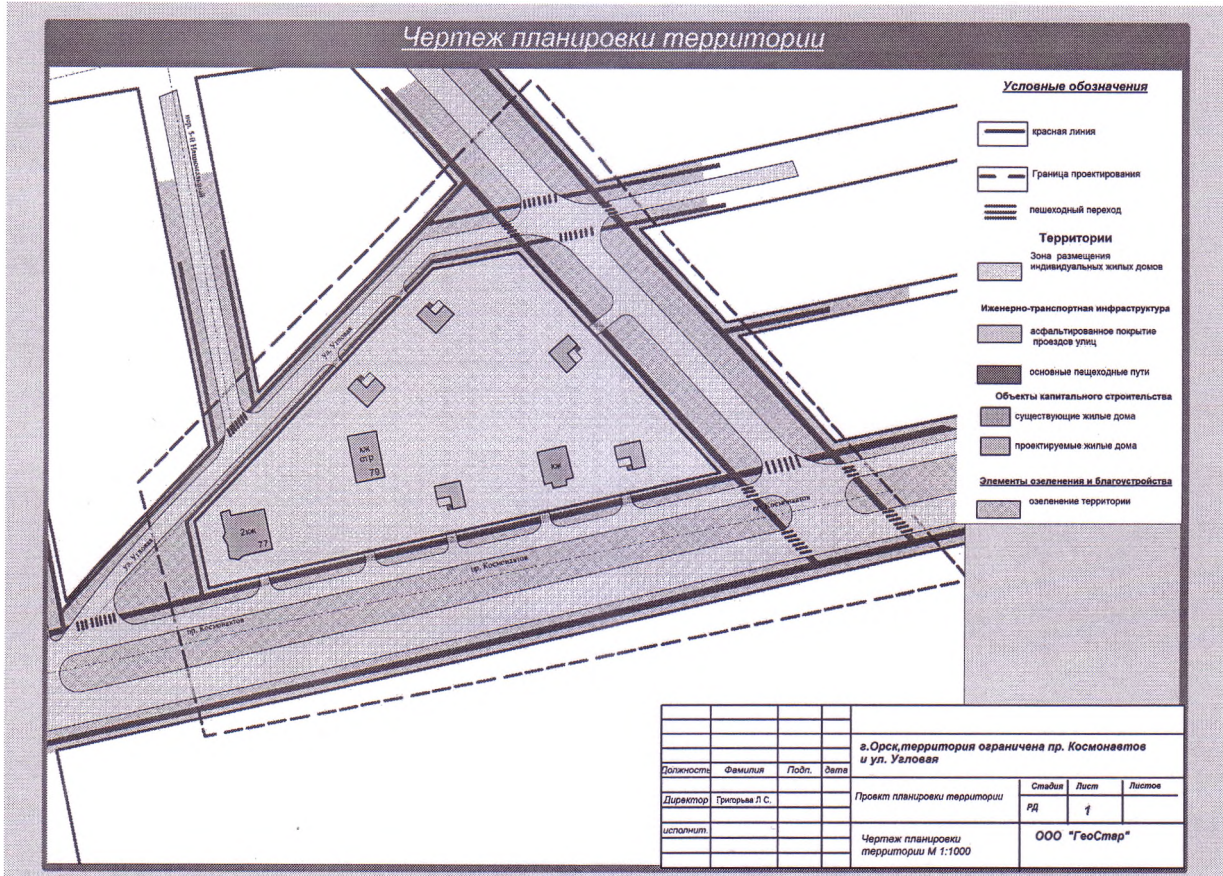 Чертеж планировки территории
Условные обозначения
красная линия
Граница проектирования
пешеходный переход
Территории
Зона размещения
индивидуальных жилых домов
Иженерно-транспортная инфраструктура
асфальтированное покрытие
проездов улиц
основные пещеходные пути
Объекты капитального строительства
существующие жилые дома
проектируемые жилые дома
Элементы озеленения и благоустройства
озеленение территории
ул. Угловая
ул. Угловая
кж
стр
79
кж
2кж
77
пр. Космонавтов
пр. Космонавтов
пр. Космонавтов
г.Орск,территория ограничена пр. Космонавтов
и ул. Угловая
Должность Фамилия Подп. дата
Директор Григорьва Л С.
исполнит.
Проект планировки территории
Стадия Лист Листов
РД 1
Чертеж планировки
территории М 1:1000
ООО "ГеоСтар"